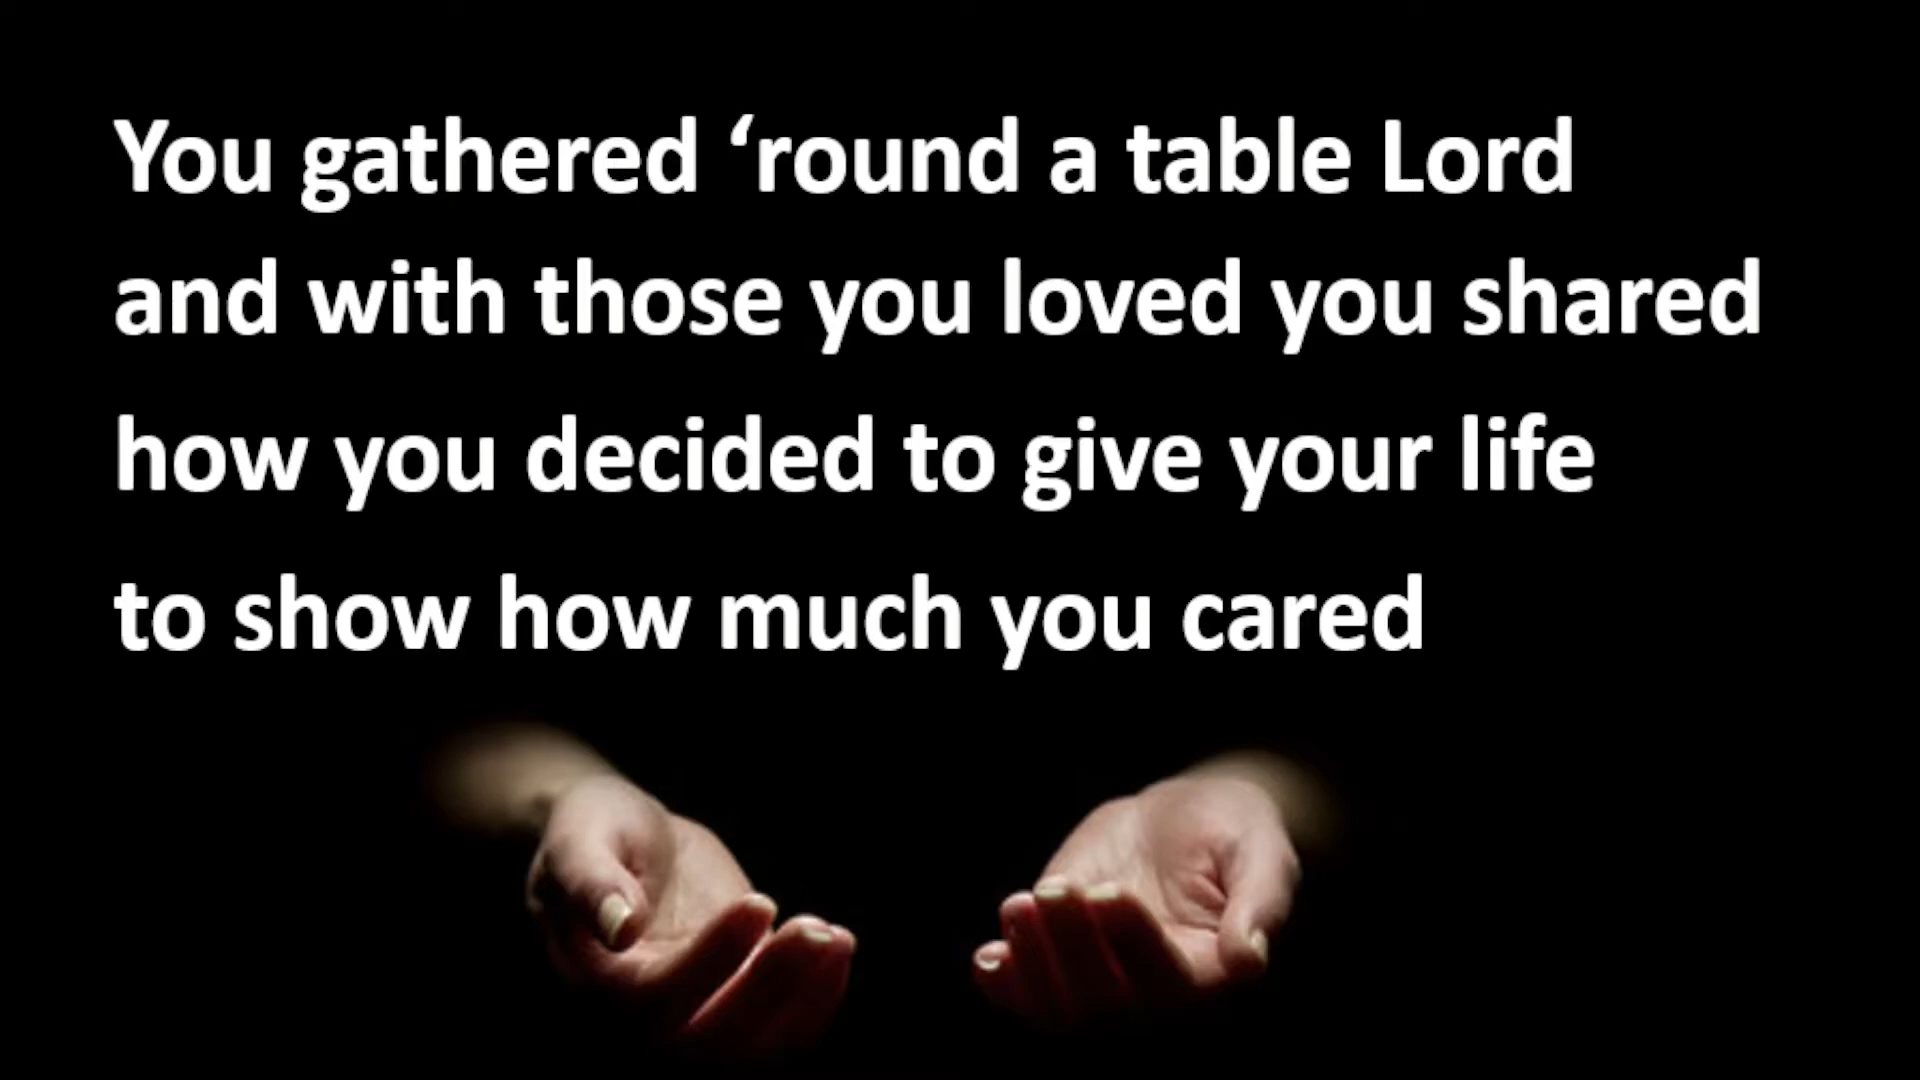 You gathered ‘round a table Lord
and with those you loved you shared
how you decided to give your life
to show how much you cared